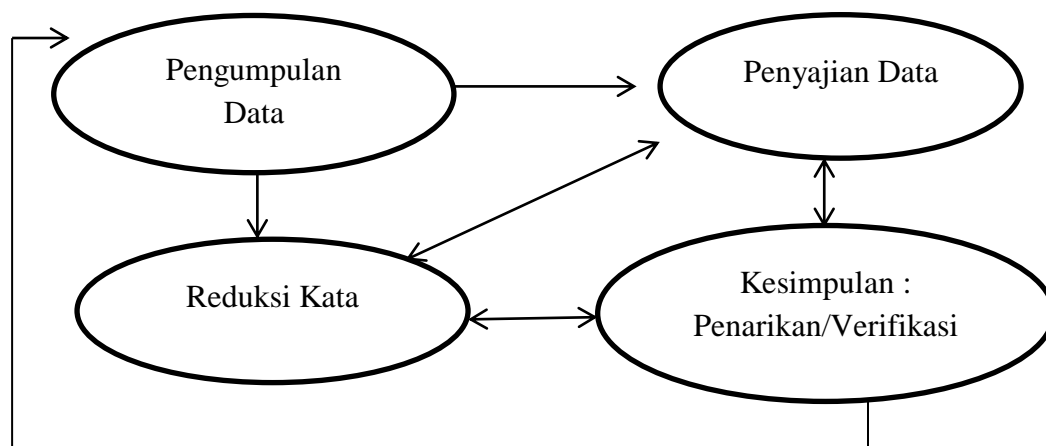 Pengumpulan
Data
Penyajian Data
Reduksi Kata
Kesimpulan :
Penarikan/Verifikasi